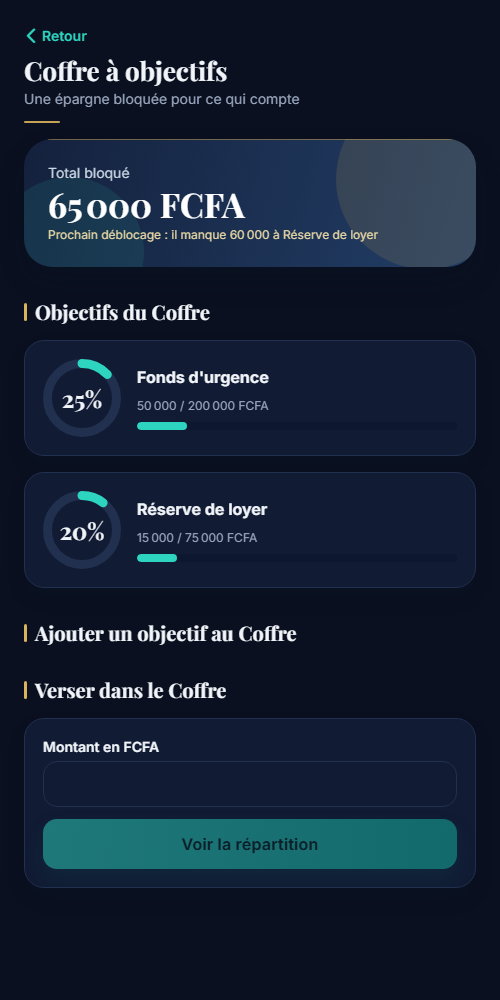 Retour
Coffre à objectifs
Une épargne bloquée pour ce qui compte
Total bloqué
65 000 FCFA
Prochain déblocage : il manque 60 000 à Réserve de loyer
Objectifs du Coffre
25%
Fonds d'urgence
50 000 / 200 000 FCFA
20%
Réserve de loyer
15 000 / 75 000 FCFA
Ajouter un objectif au Coffre
Verser dans le Coffre
Montant en FCFA
Voir la répartition